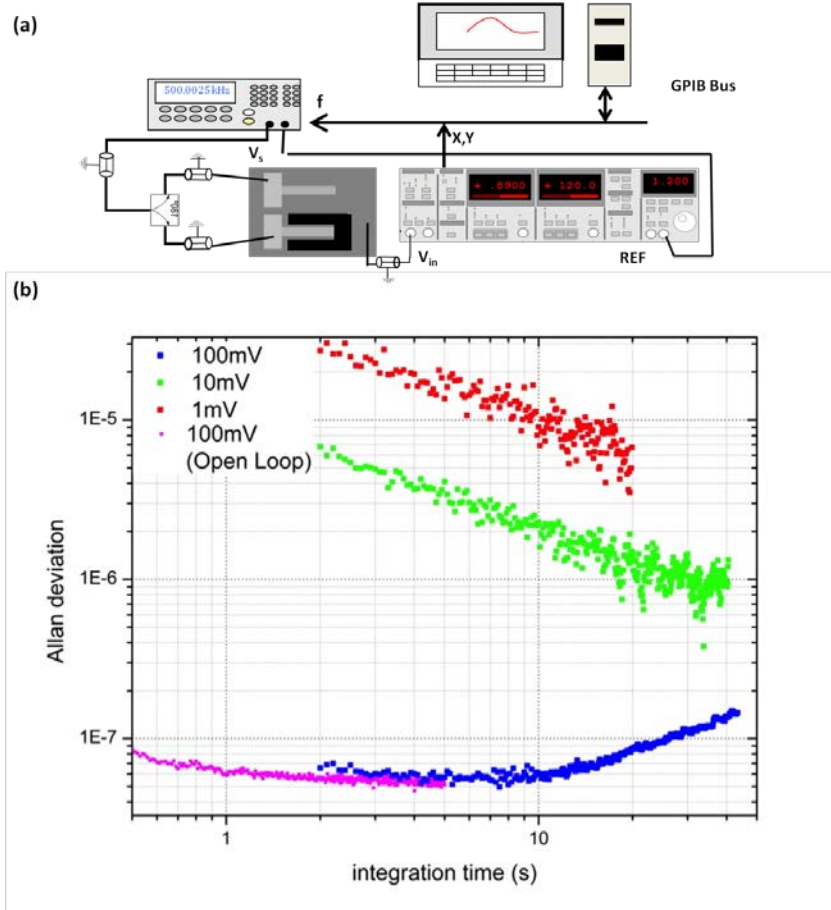 (a)
500.0025kHz
f
GPIB Bus
X,Y
Vs
180°
+ .8900
+ 120.0
1.200
Vin
REF
(b)
100mV
10mV
1mV
100mV
(Open Loop)
1E-5
1E-6
1E-7
Allan deviation
1
10
integration time (s)